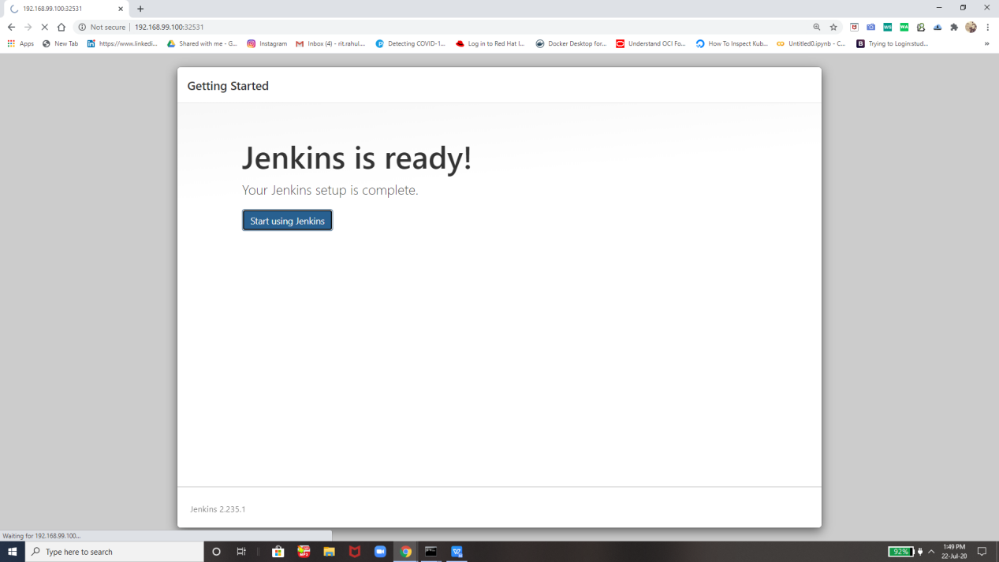 192.168.99.100:32531
Not secure | 192.168.99.100:32531
Apps New Tab https://www.linkedi... Shared with me - G... Instagram Inbox (4) - rit.rahul... Detecting COVID-1... Log in to Red Hat I... Docker Desktop for... Understand OCI Fo... How To Inspect Kub... Untitled0.ipynb - C... Trying to Login:stud... »
Getting Started
Jenkins is ready!
Your Jenkins setup is complete.
Start using Jenkins
Jenkins 2.235.1
Waiting for 192.168.99.100...
Type here to search
92%
1:49 PM
22-Jul-20